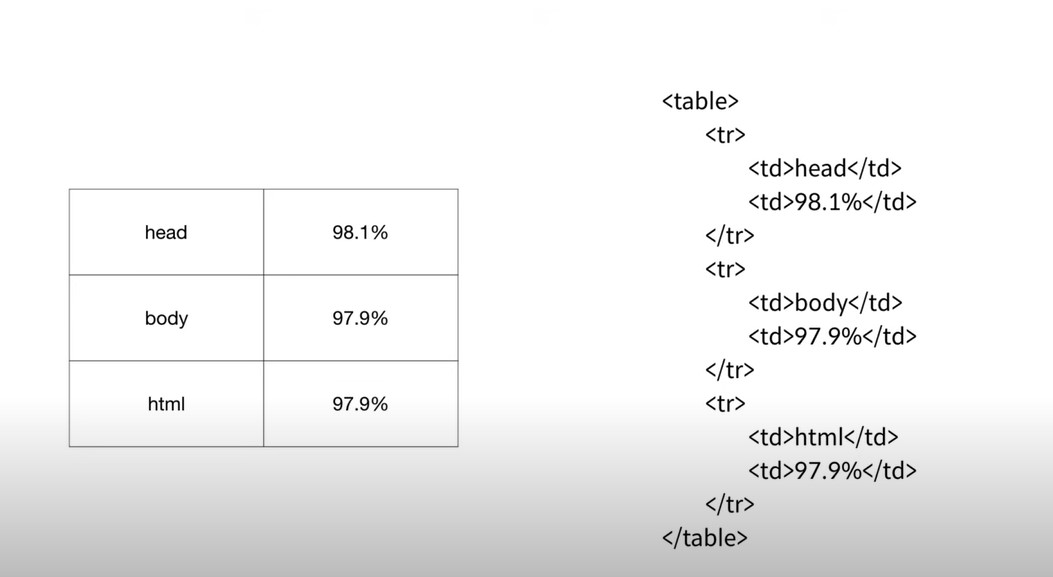 head 98.1%
body 97.9%
html 97.9%
<table>
<tr>
<td>head</td>
<td>98.1%</td>
</tr>
<tr>
<td>body</td>
<td>97.9%</td>
</tr>
<tr>
<td>html</td>
<td>97.9%</td>
</tr>
</table>